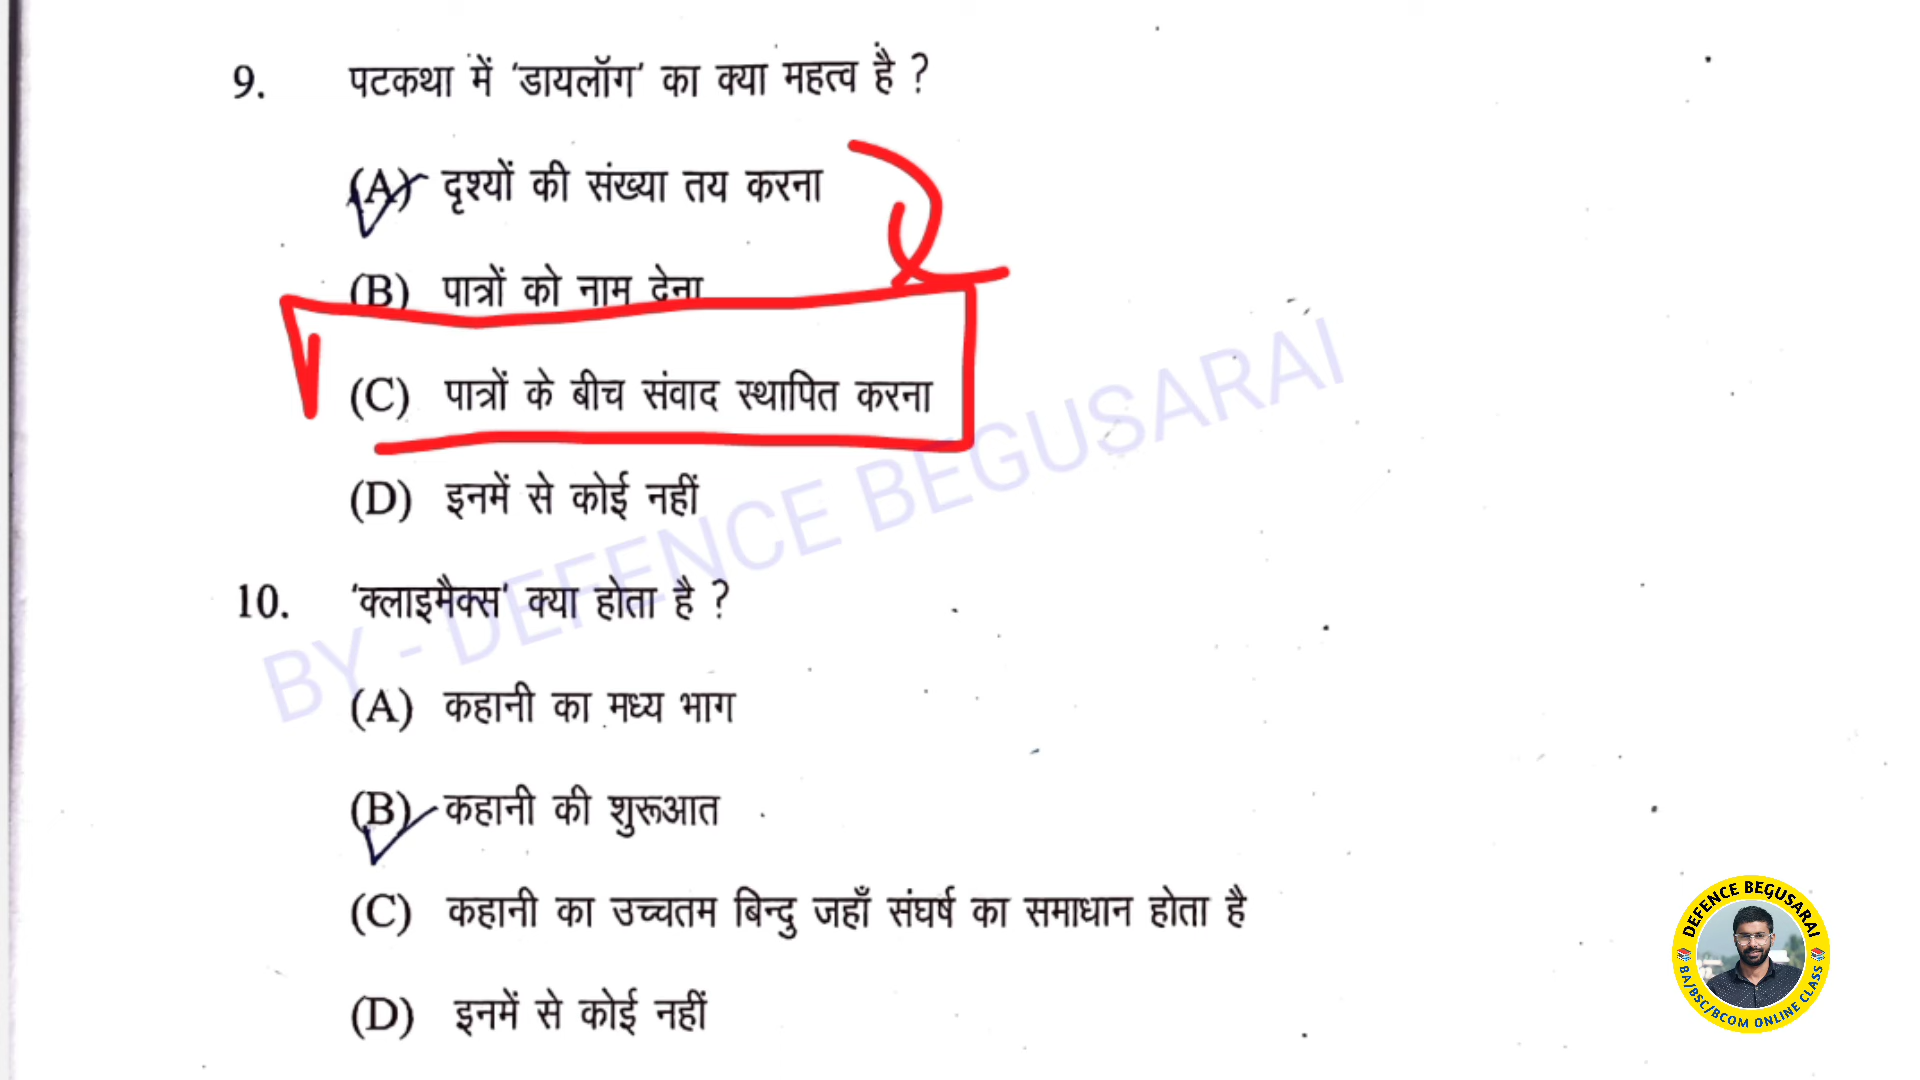 9. पटकथा में ‘डायलॉग’ का क्या महत्व है ?
(A) दृश्यों की संख्या तय करना
(B) पात्रों को नाम देना
(C) पात्रों के बीच संवाद स्थापित करना
(D) इनमें से कोई नहीं
BY - DEFENCE BEGUSARAI
10. ‘क्लाइमैक्स’ क्या होता है ?
(A) कहानी का मध्य भाग
(B) कहानी की शुरूआत
(C) कहानी का उच्चतम बिन्दु जहाँ संघर्ष का समाधान होता है
(D) इनमें से कोई नहीं
DEFENCE BEGUSARAI
BA/BSC/BCOM ONLINE CLASS